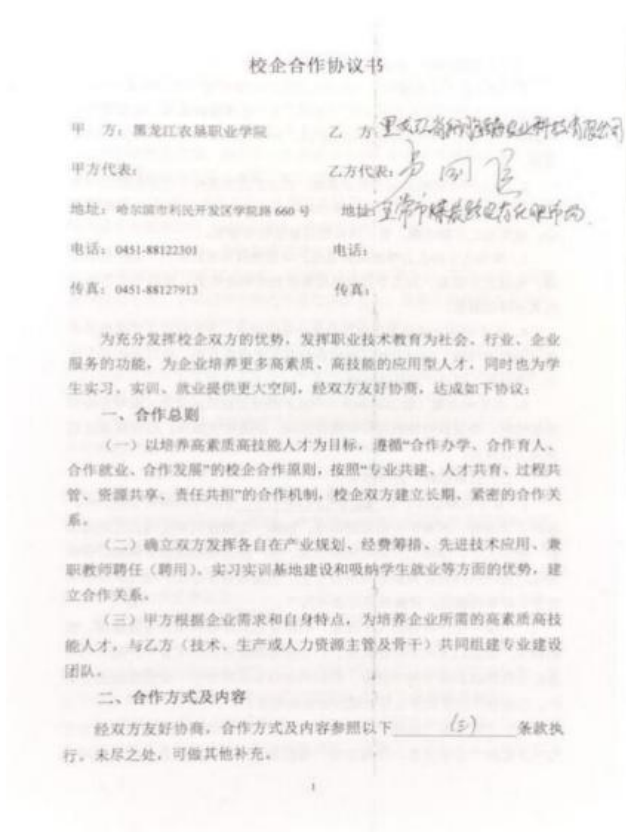 校企合作协议书
甲 方：黑龙江农垦职业学院 乙 方：黑龙江省 农业科技有限公司
甲方代表： 乙方代表：
地址：哈尔滨市利民开发区学院路 660 号 地址：五常市
电话：0451-88122301 电话：
传真：0451-88127913 传真：
为充分发挥校企双方的优势，发挥职业技术教育为社会、行业、企业
服务的功能，为企业培养更多高素质、高技能的应用型人才，同时也为学
生实习、实训、就业提供更大空间，经双方友好协商，达成如下协议：
一、合作总则
（一）以培养高素质高技能人才为目标，遵循“合作办学、合作育人、
合作就业、合作发展”的校企合作原则，按照“专业共建、人才共育、过程共
管、资源共享、责任共担”的合作机制，校企双方建立长期、紧密的合作关
系。
（二）确立双方发挥各自在产业规划、经费筹措、先进技术应用、兼
职教师聘任（聘用）、实习实训基地建设和吸纳学生就业等方面的优势，建
立合作关系。
（三）甲方根据企业需求和自身特点，为培养企业所需的高素质高技
能人才，与乙方（技术、生产或人力资源主管及骨干）共同组建专业建设
团队。
二、合作方式及内容
经双方友好协商，合作方式及内容参照以下 (三) 条款执
行。未尽之处，可做其他补充。
1